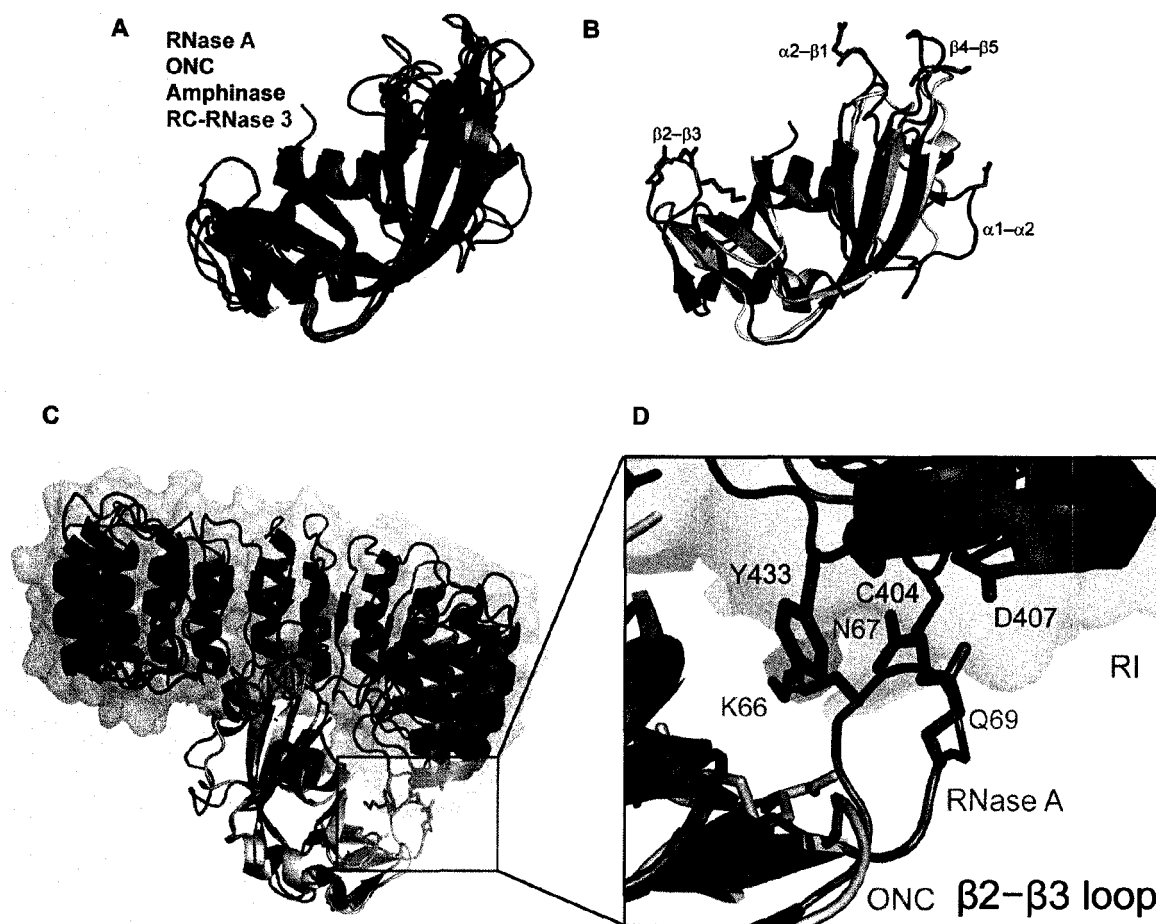 A
RNase A
ONC
Amphinase
RC-RNase 3
B
α2–β1
β4–β5
β2–β3
α1–α2
C
D
Y433
C404
N67
D407
RI
K66
Q69
RNase A
ONC β2–β3 loop